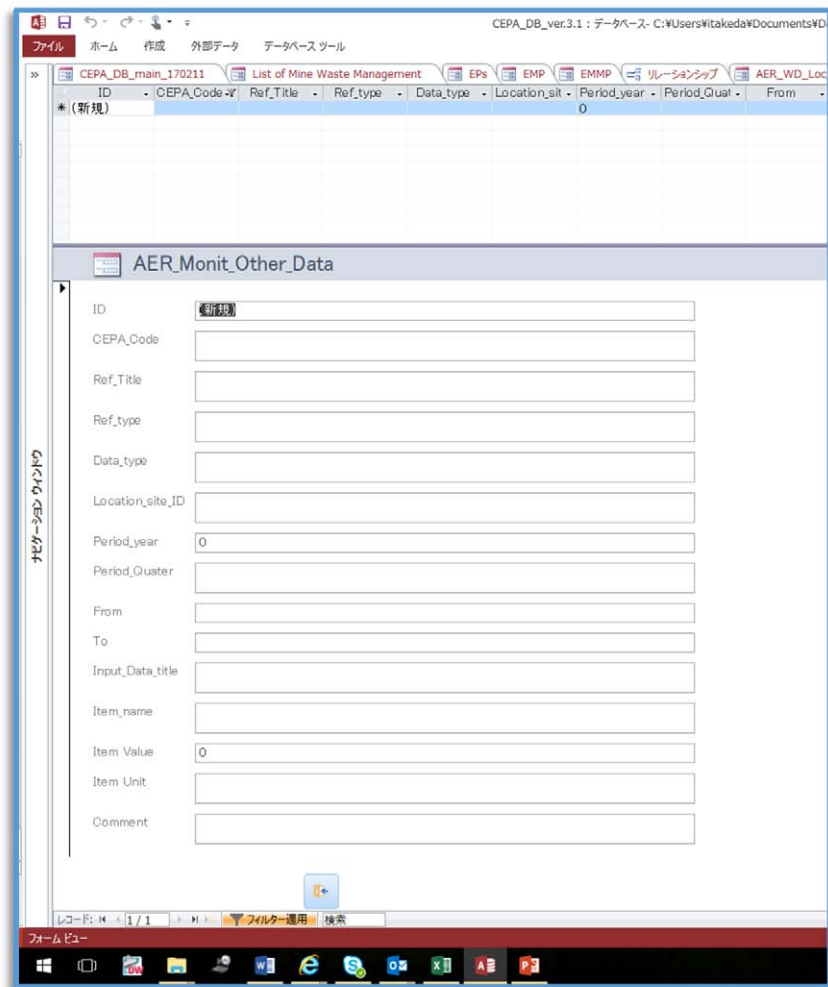 CEPA_DB_ver.3.1 : データベース- C:¥Users¥itakeda¥Documents¥D
ファイル ホーム 作成 外部データ データベース ツール
» CEPA_DB_main_170211 List of Mine Waste Management EPs EMP EMMP リレーションシップ AER_WD_Loc
ID CEPA_Code Ref_Title Ref_type Data_type Location_sit Period_year Period_Quat From
* (新規) 0
AER_Monit_Other_Data
ID (新規)
CEPA_Code
Ref_Title
Ref_type
Data_type
Location_site_ID
Period_year 0
Period_Quater
From
To
Input_Data_title
Item_name
Item Value 0
Item Unit
Comment
ナビゲーション ウィンドウ
レコード: 1 / 1 フィルター適用 検索
フォーム ビュー